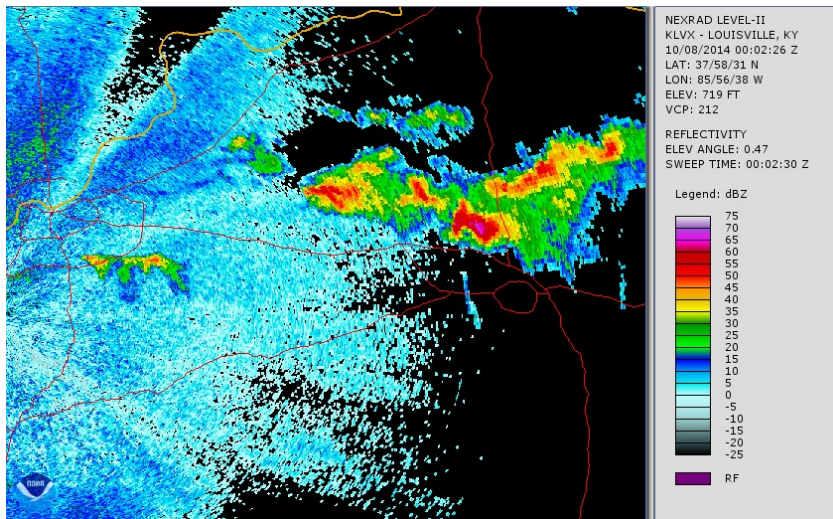 NEXRAD LEVEL-II
KLVX - LOUISVILLE, KY
10/08/2014 00:02:26 Z
LAT: 37/58/31 N
LON: 85/56/38 W
ELEV: 719 FT
VCP: 212
REFLECTIVITY
ELEV ANGLE: 0.47
SWEEP TIME: 00:02:30 Z
Legend: dBZ
75
70
65
60
55
50
45
40
35
30
25
20
15
10
5
0
-5
-10
-15
-20
-25
RF
NOAA